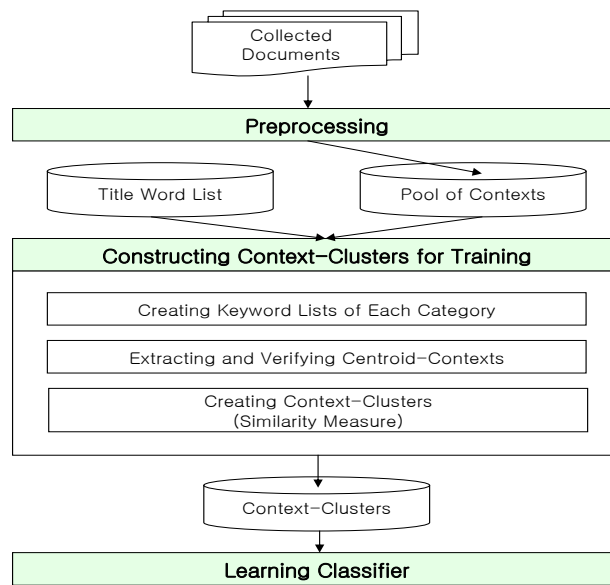 Collected
Documents
Preprocessing
Title Word List
Pool of Contexts
Constructing Context-Clusters for Training
Creating Keyword Lists of Each Category
Extracting and Verifying Centroid-Contexts
Creating Context-Clusters
(Similarity Measure)
Context-Clusters
Learning Classifier